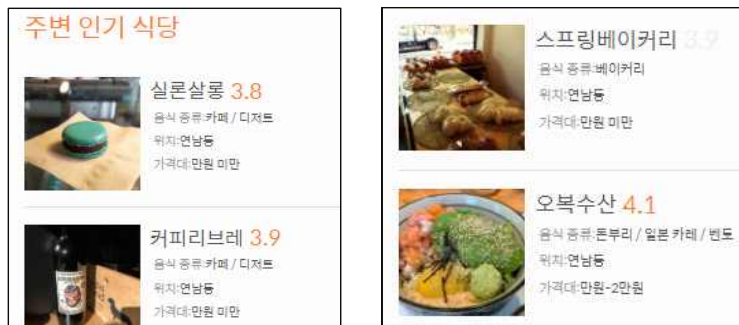 주변 인기 식당
실론살롱 3.8
음식 종류:카페 / 디저트
위치:연남동
가격대:만원 미만
커피리브레 3.9
음식 종류:카페 / 디저트
위치:연남동
가격대:만원 미만
스프링베이커리 3.9
음식 종류:베이커리
위치:연남동
가격대:만원 미만
오복수산 4.1
음식 종류:돈부리 / 일본 카레 / 벤토
위치:연남동
가격대:만원-2만원